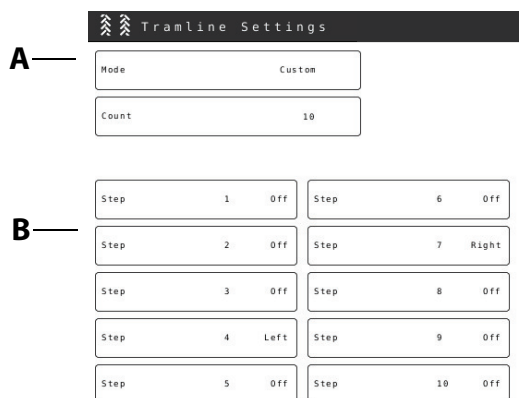 Tramline Settings
A
Mode Custom
Count 10
B
Step 1 Off
Step 2 Off
Step 3 Off
Step 4 Left
Step 5 Off
Step 6 Off
Step 7 Right
Step 8 Off
Step 9 Off
Step 10 Off